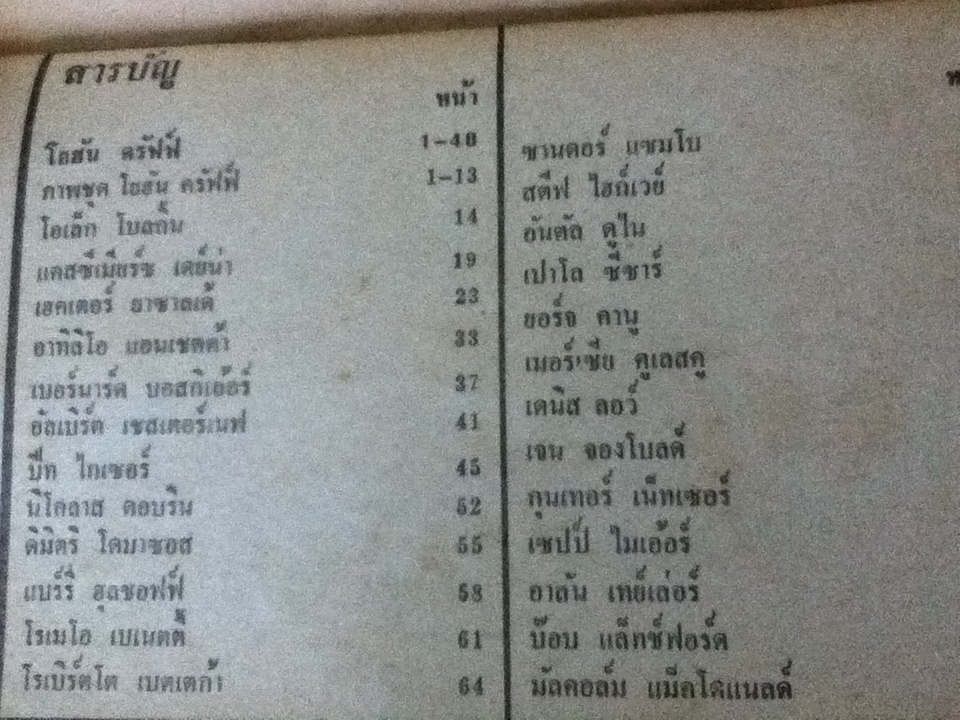 สารบัญ
หน้า
โยฮัน ครัฟฟ์ 1-40
ภาพชุด โยฮัน ครัฟฟ์ 1-13
โอเล็ก โบลกิ้น 14
แคสซีเมียร์ซ เดย์น่า 19
เฮคเตอร์ ยาซาลเด้ 23
อาทิลิโอ แอนเชตต้า 33
เบอร์นาร์ด บอสกิเอ้อร์ 37
อัลเบิร์ต เชสเตอร์เนฟ 41
บี๊ท ไกเซอร์ 45
นิโคลาส ดอบริน 52
ดิมิตรี โดมาซอส 55
แบร์รี่ ฮุลซอฟฟ์ 58
โรเมโอ เบเนตตี้ 61
โรเบิร์ตโต เบตเตก้า 64
ซานดอร์ แซมโบ
สตีฟ ไฮก์เวย์
อันตัล ดูไน
เปาโล ซีซาร์
ยอร์จ คานู
เมอร์เซีย ดูเลสคู
เดนิส ลอว์
เจน จองโบลด์
กุนเทอร์ เน็ทเซอร์
เซปป์ ไมเอ้อร์
อาลัน เทย์เล่อร์
บ๊อบ แล็ทช์ฟอร์ด
มัลคอล์ม แม็คโดแนลด์